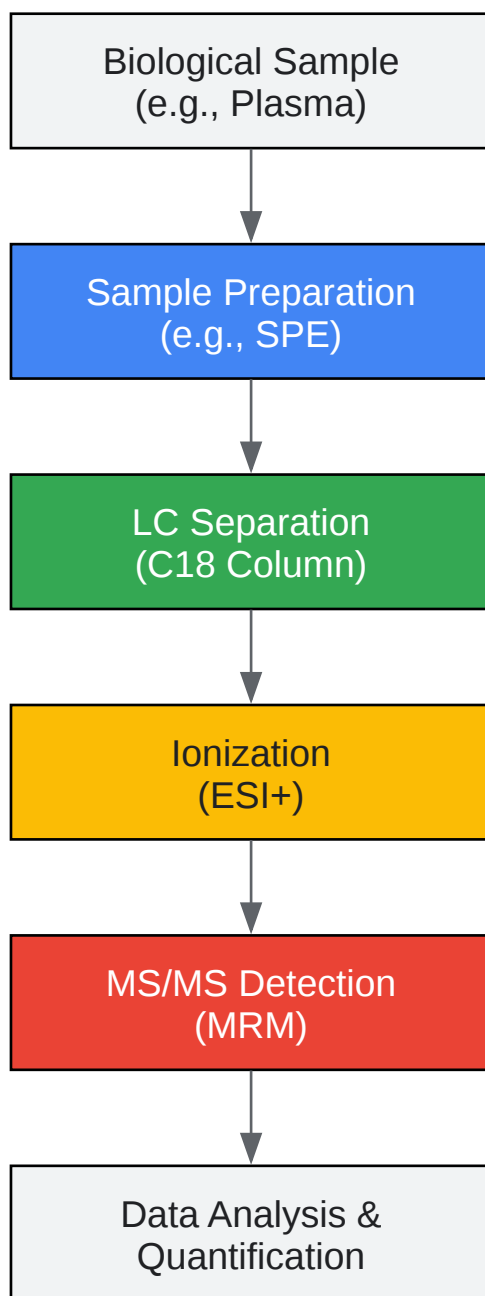 Biological Sample
(e.g., Plasma)
Sample Preparation
(e.g., SPE)
LC Separation
(C18 Column)
Ionization
(ESI+)
MS/MS Detection
(MRM)
Data Analysis &
Quantification